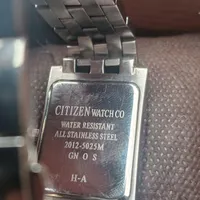 CITIZEN WATCH CO
WATER RESISTANT
ALL STAINLESS STEEL
2012-5025M
GN O S
H-A